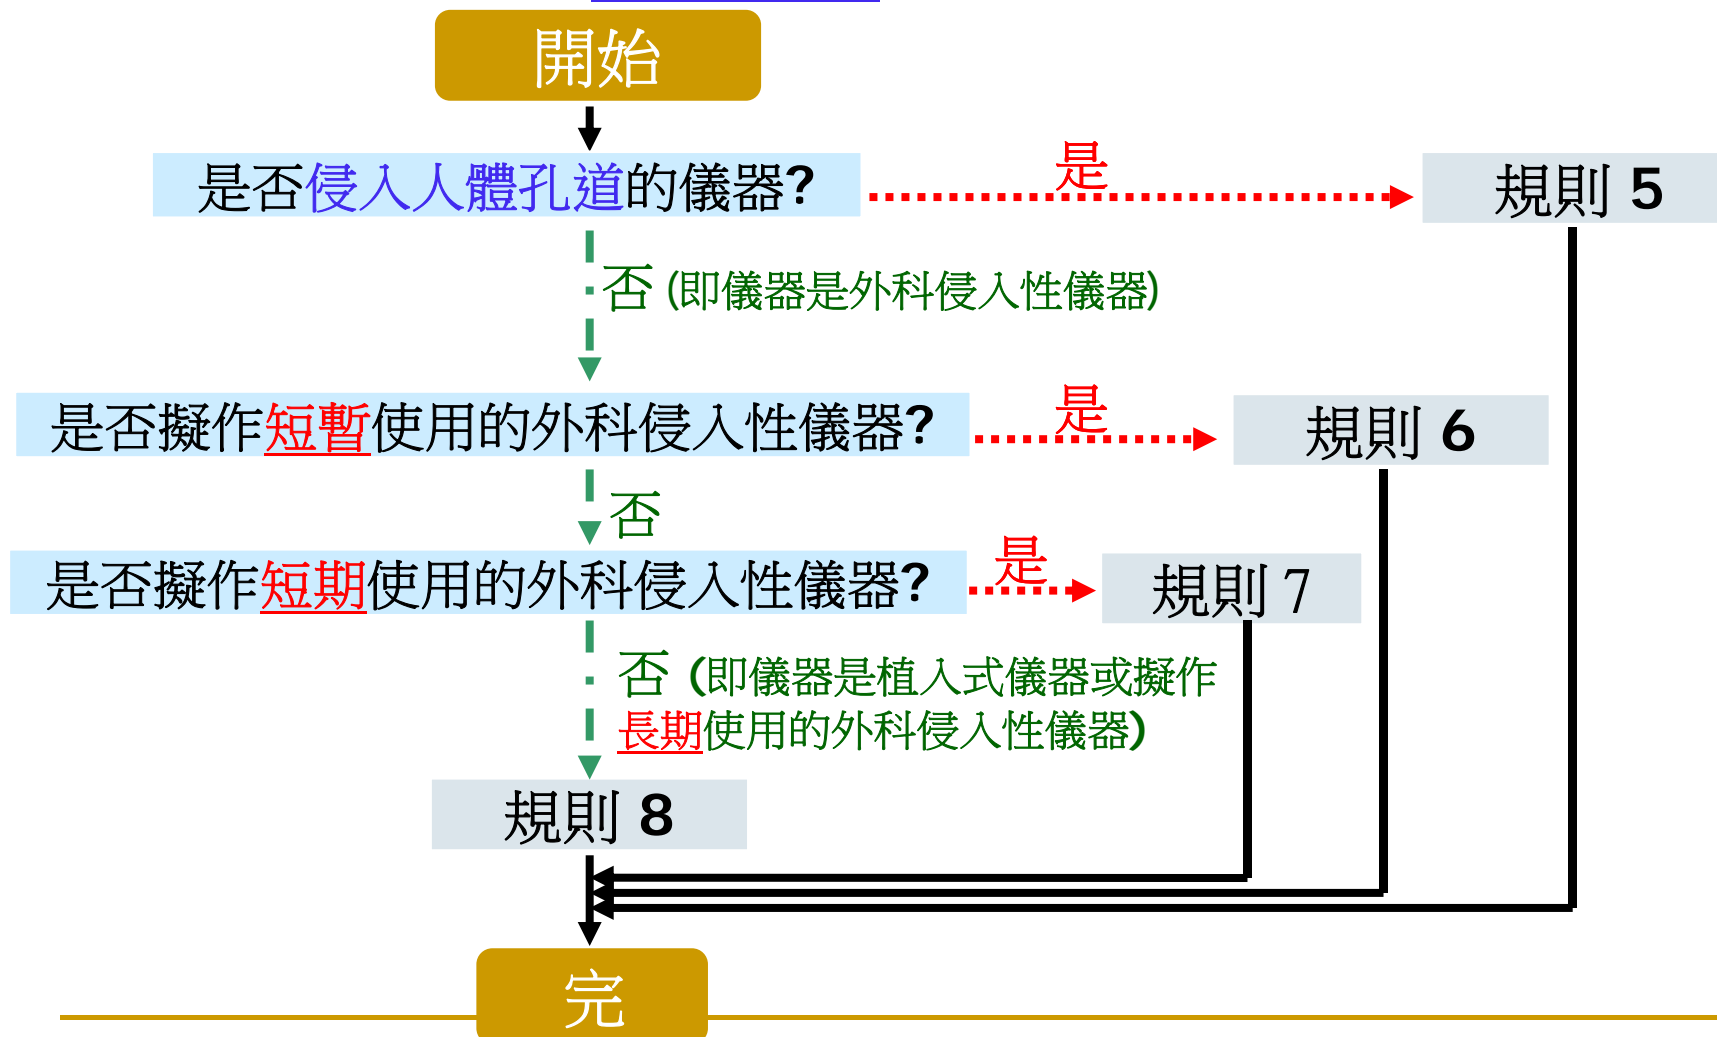 開始
是否侵入人體孔道的儀器?
是
規則 5
否 (即儀器是外科侵入性儀器)
是否擬作短暫使用的外科侵入性儀器?
是
規則 6
否
是否擬作短期使用的外科侵入性儀器?
是
規則 7
否 (即儀器是植入式儀器或擬作
長期使用的外科侵入性儀器)
規則 8
完